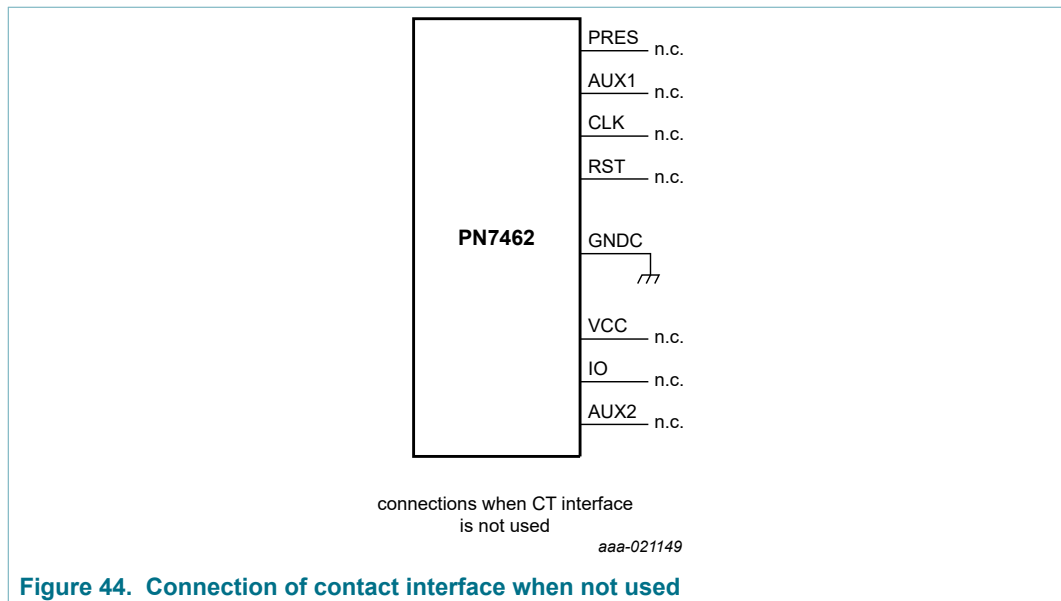 PRES
n.c.
AUX1
n.c.
CLK
n.c.
RST
n.c.
PN7462
GNDC
VCC
n.c.
IO
n.c.
AUX2
n.c.
connections when CT interface
is not used
aaa-021149
Figure 44. Connection of contact interface when not used